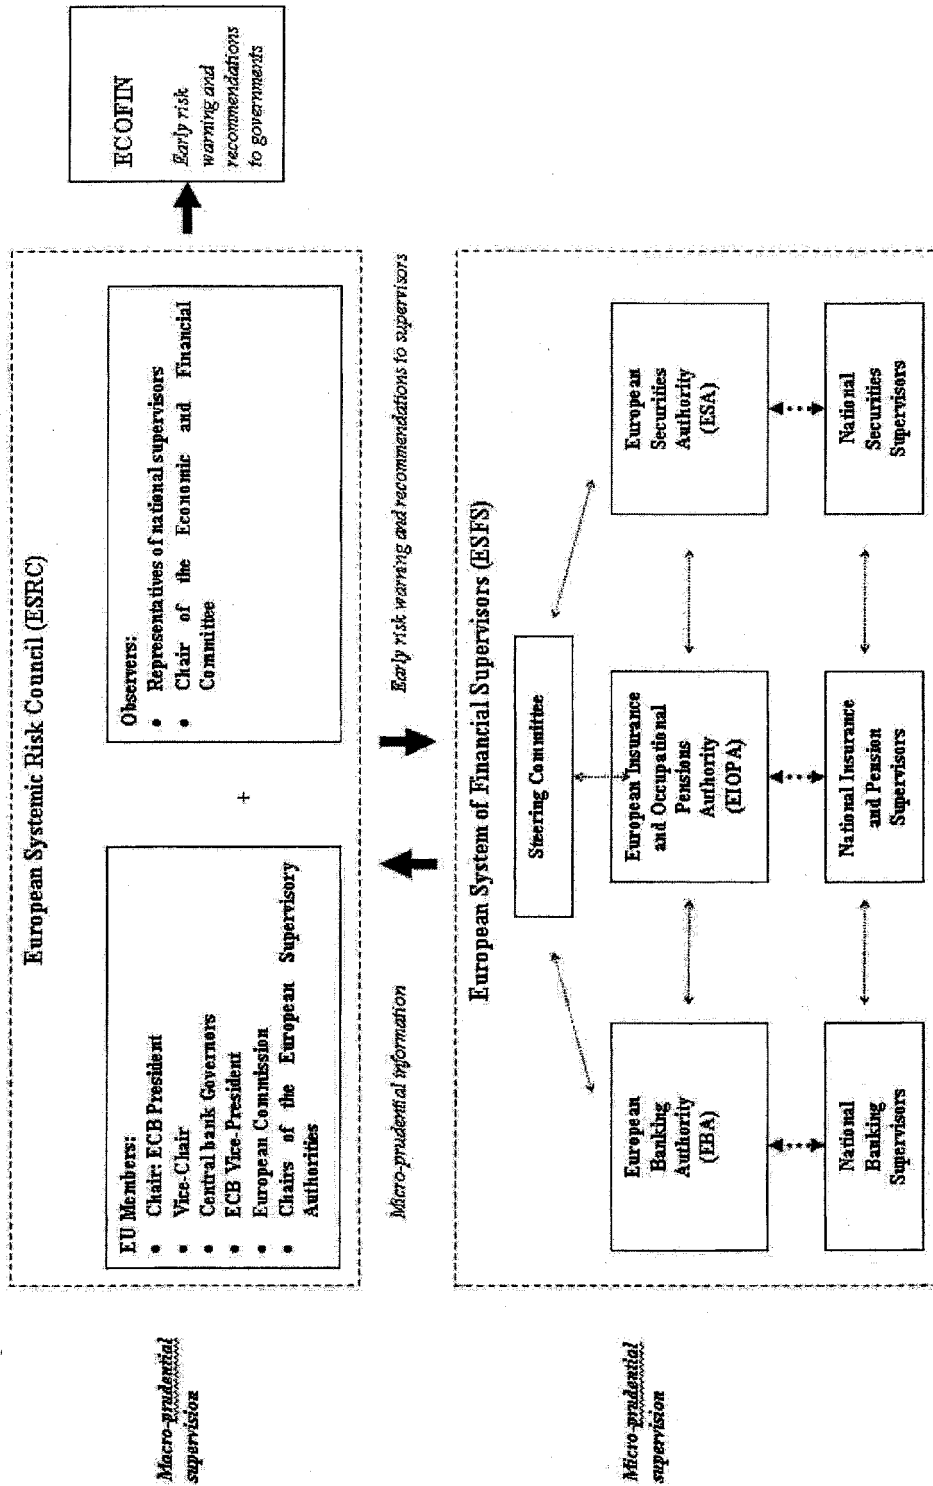 European Systemic Risk Council (ESRC)
Macro-prudential
supervision
EU Members:
• Chair: ECB President
• Vice-Chair
• Central bank Governors
• ECB Vice-President
• European Commission
• Chairs of the European Supervisory
Authorities
+
Observers:
• Representatives of national supervisors
• Chair of the Economic and Financial
Committee
ECOFIN
Early risk
warning and
recommendations
to governments
Micro-prudential information
Early risk warning and recommendations to supervisors
European System of Financial Supervisors (ESFS)
Micro-prudential
supervision
Steering Committee
European
Banking
Authority
(EBA)
European Insurance
and Occupational
Pensions
Authority
(EIOPA)
European
Securities
Authority
(ESA)
National
Banking
Supervisors
National Insurance
and Pension
Supervisors
National
Securities
Supervisors